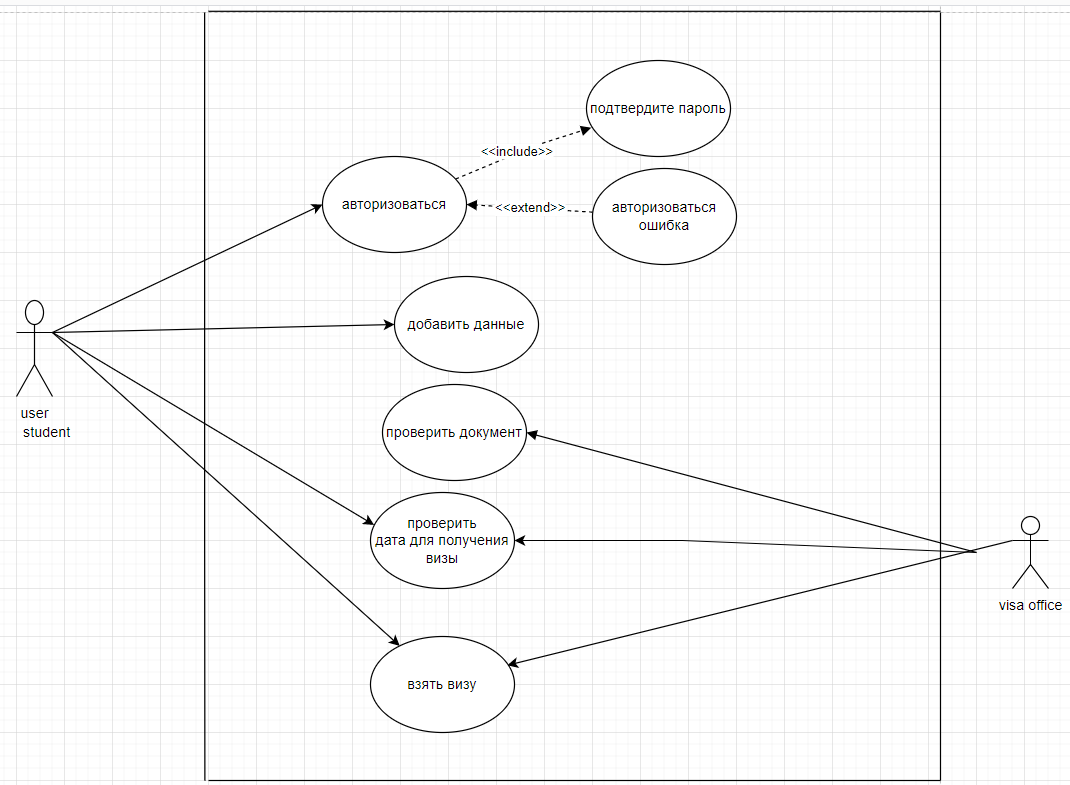 подтвердите пароль
<<include>>
авторизоваться
<<extend>>
авторизоваться
ошибка
добавить данные
user
student
проверить документ
проверить
дата для получения
визы
visa office
взять визу